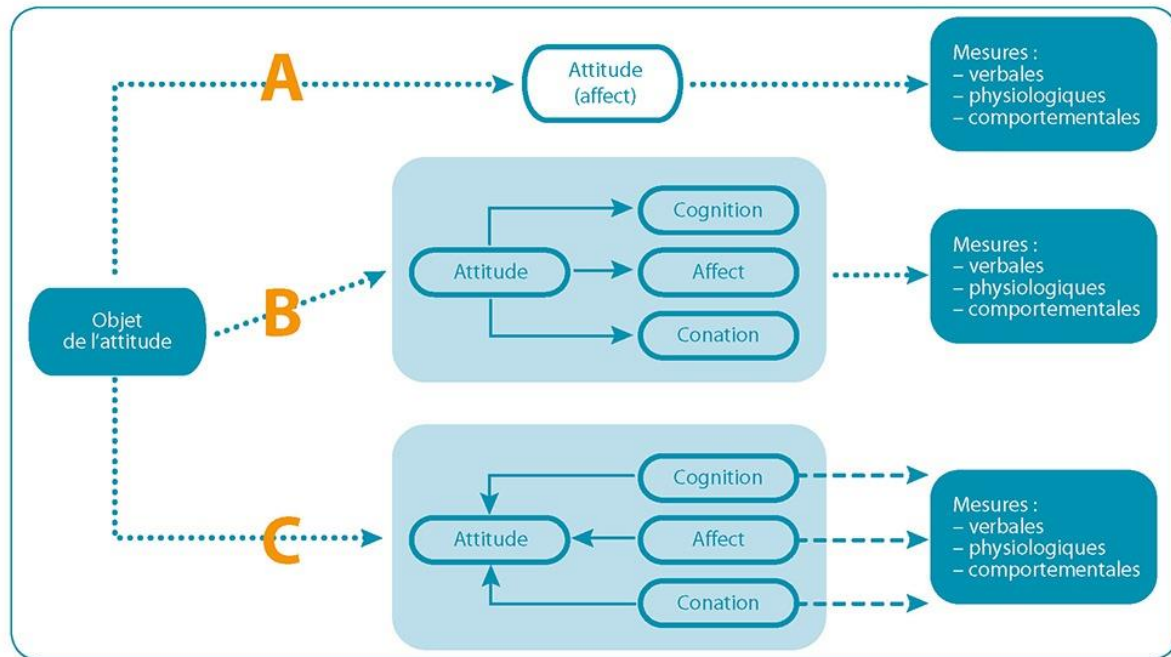 A
Attitude
(affect)
Mesures :
– verbales
– physiologiques
– comportementales
Objet
de l’attitude
B
Attitude
Cognition
Affect
Conation
Mesures :
– verbales
– physiologiques
– comportementales
C
Attitude
Cognition
Affect
Conation
Mesures :
– verbales
– physiologiques
– comportementales